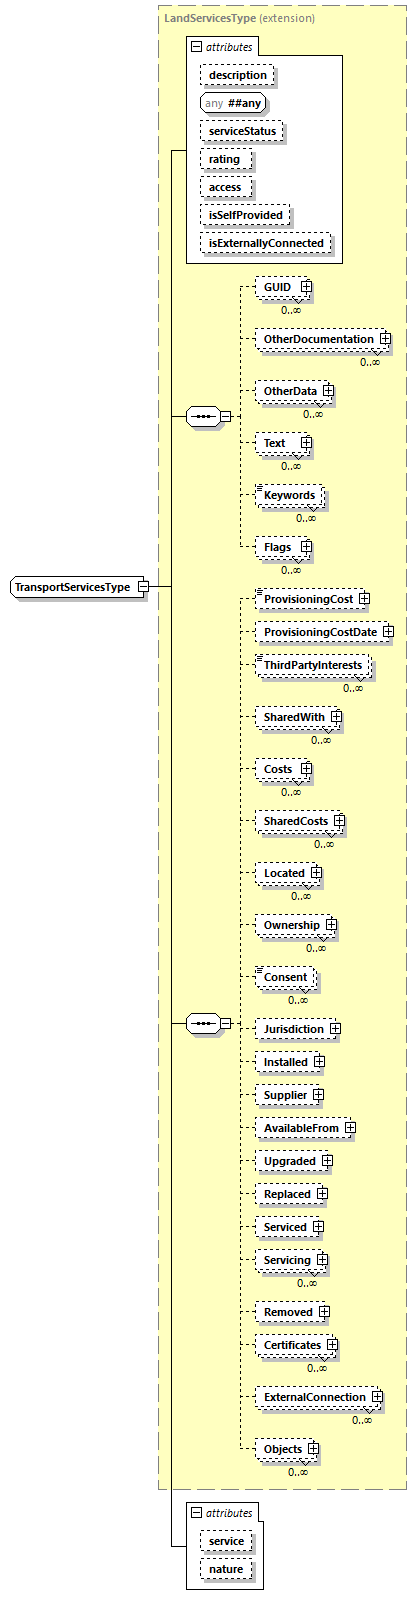 LandServicesType (extension)
attributes
description
any ##any
serviceStatus
rating
access
isSelfProvided
isExternallyConnected
GUID
0..∞
OtherDocumentation
0..∞
OtherData
0..∞
Text
0..∞
Keywords
0..∞
Flags
0..∞
TransportServicesType
ProvisioningCost
ProvisioningCostDate
ThirdPartyInterests
0..∞
SharedWith
0..∞
Costs
0..∞
SharedCosts
0..∞
Located
0..∞
Ownership
0..∞
Consent
0..∞
Jurisdiction
Installed
Supplier
AvailableFrom
Upgraded
Replaced
Serviced
Servicing
0..∞
Removed
Certificates
0..∞
ExternalConnection
0..∞
Objects
0..∞
attributes
service
nature